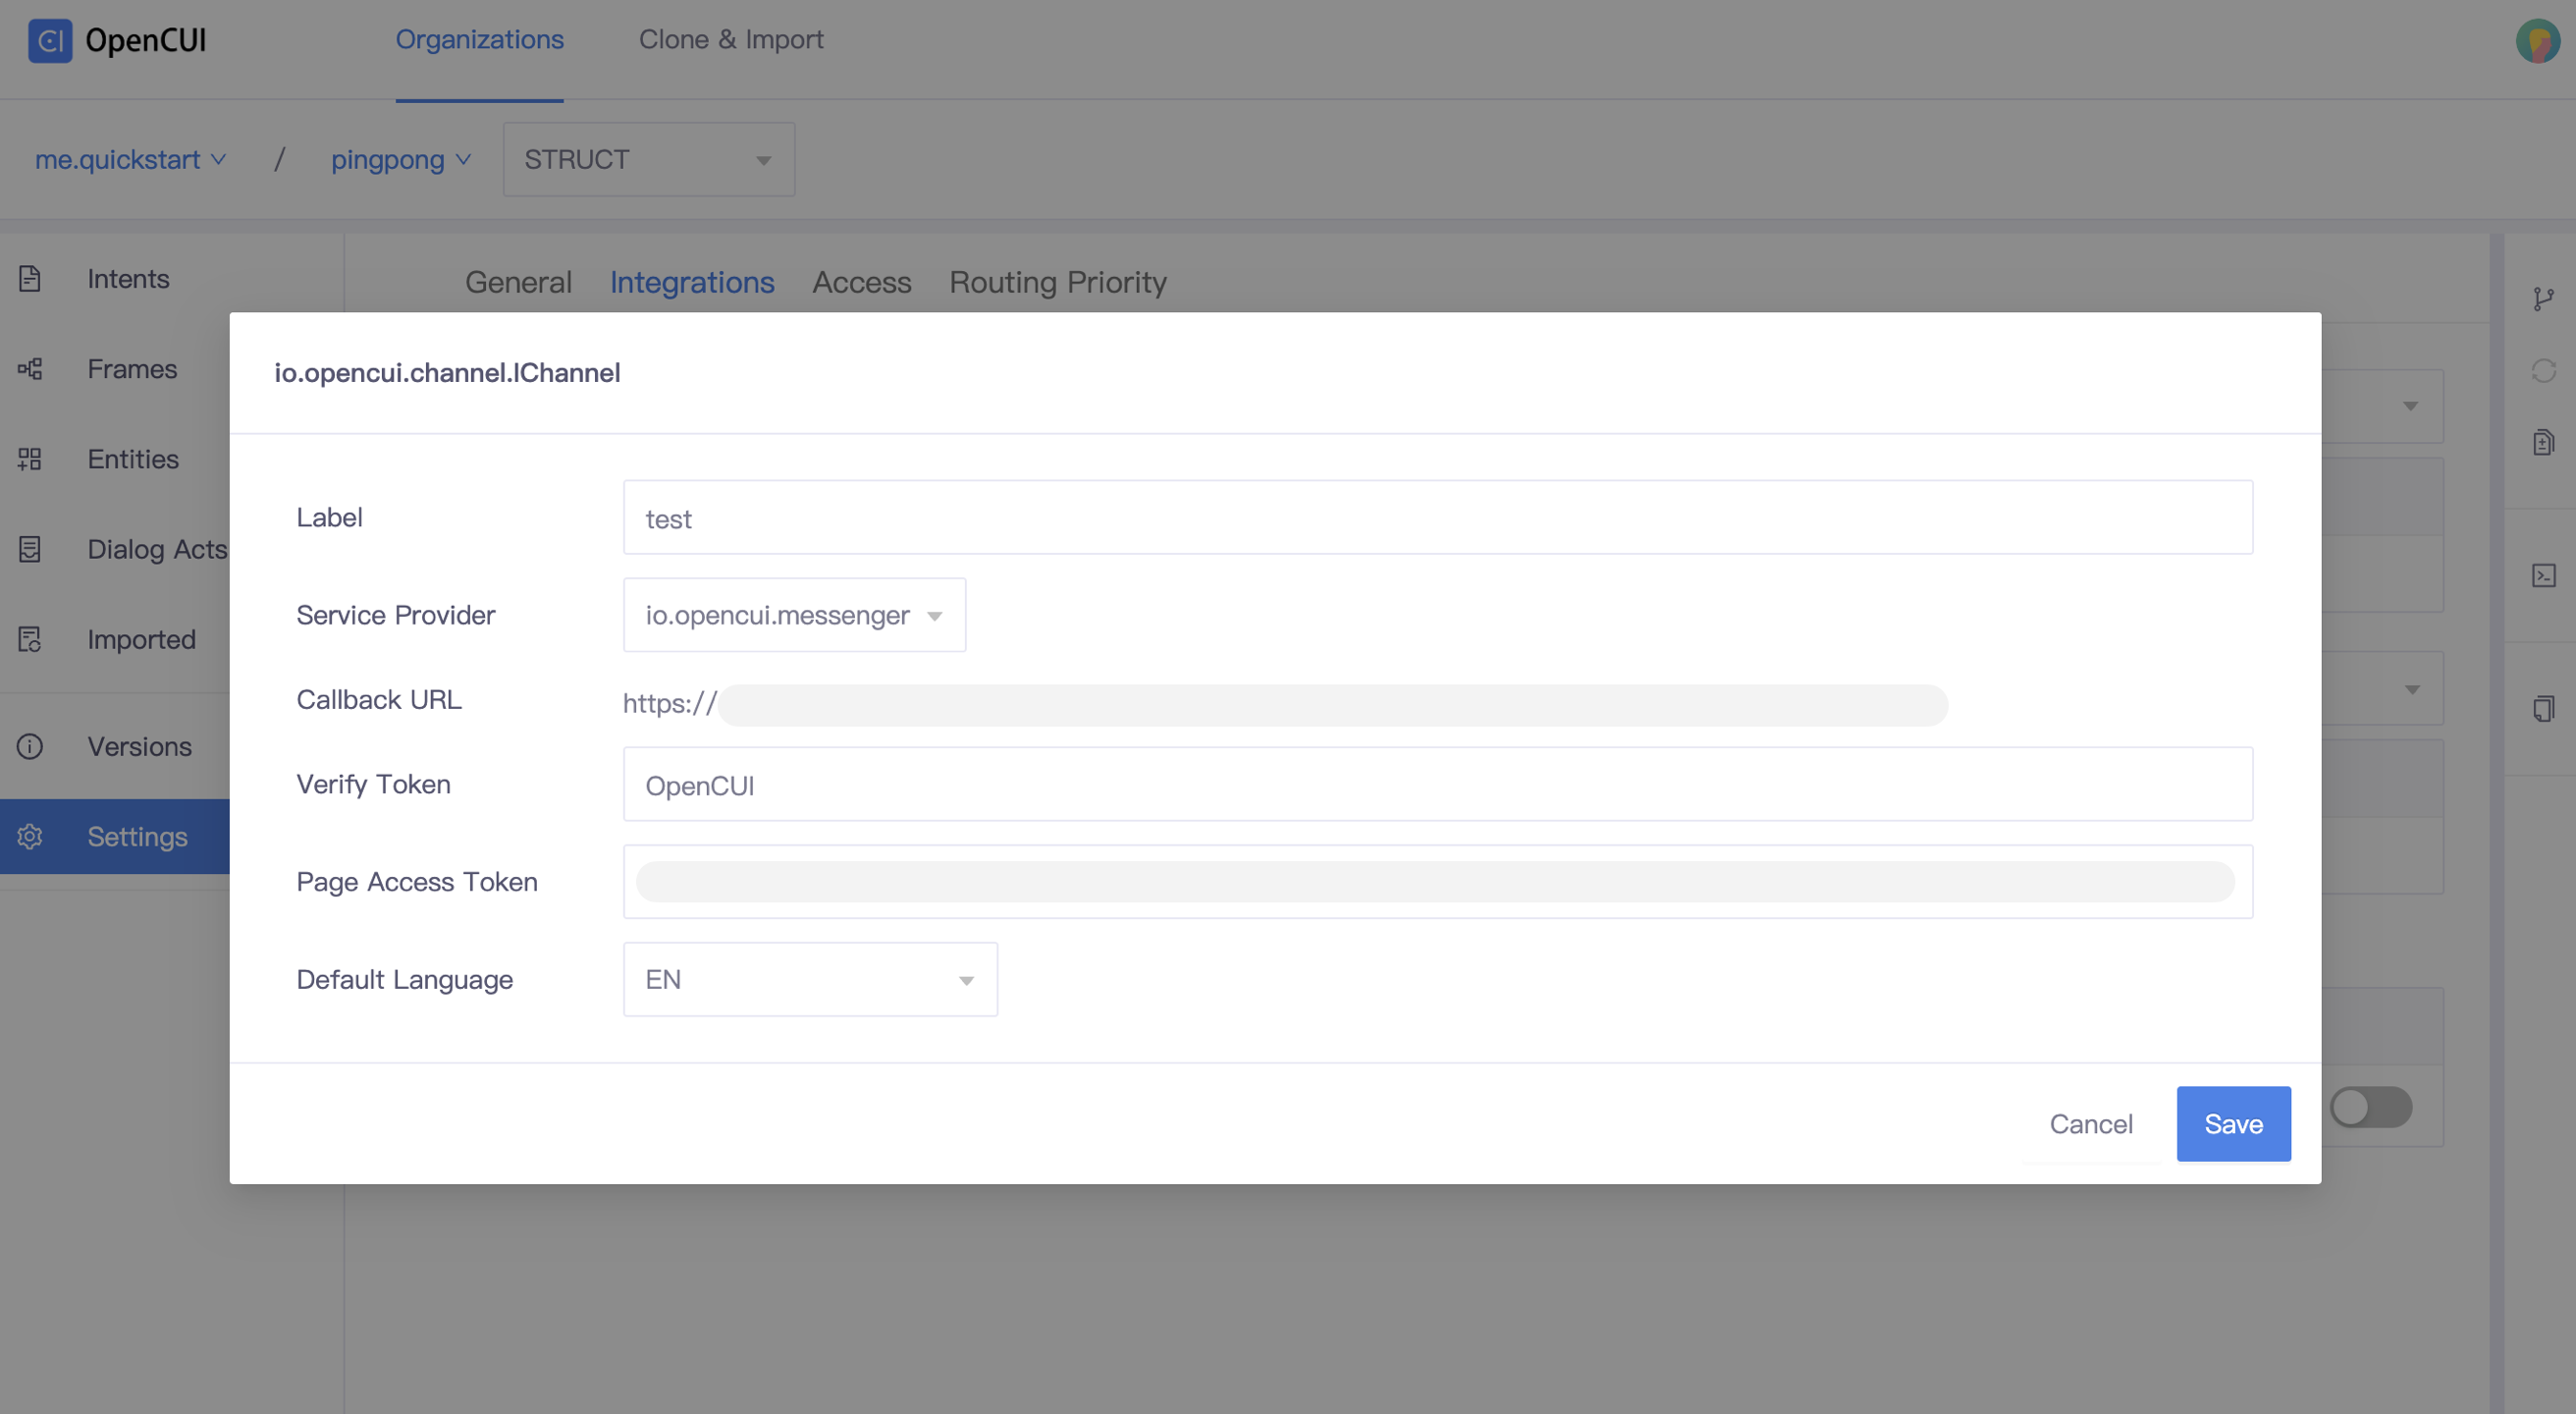 OpenCUI
Organizations
Clone & Import
me.quickstart
/
pingpong
STRUCT
Intents
Frames
Entities
Dialog Acts
Imported
Versions
Settings
General
Integrations
Access
Routing Priority
io.opencui.channel.IChannel
Label
test
Service Provider
io.opencui.messenger
Callback URL
https://
Verify Token
OpenCUI
Page Access Token
Default Language
EN
Cancel
Save